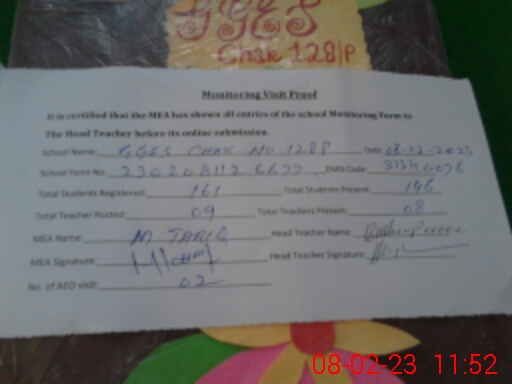 GGES
Chak 128/P
Monitoring Visit Proof
It is certified that the MEA has shown all entries of the school Monitoring Form to
The Head Teacher before its online submission.
School Name: GGES CHAK NO 128P Date: 08-02-2023
School Form No: EMIS Code: 31340076
Total Students Registered: 161 Total Students Present: 146
Total Teacher Posted: 09 Total Teachers Present: 08
MEA Name: M TARIQ Head Teacher Name:
MEA Signature: Head Teacher Signature:
No. of AEO visit: 02
08-02-23 11:52